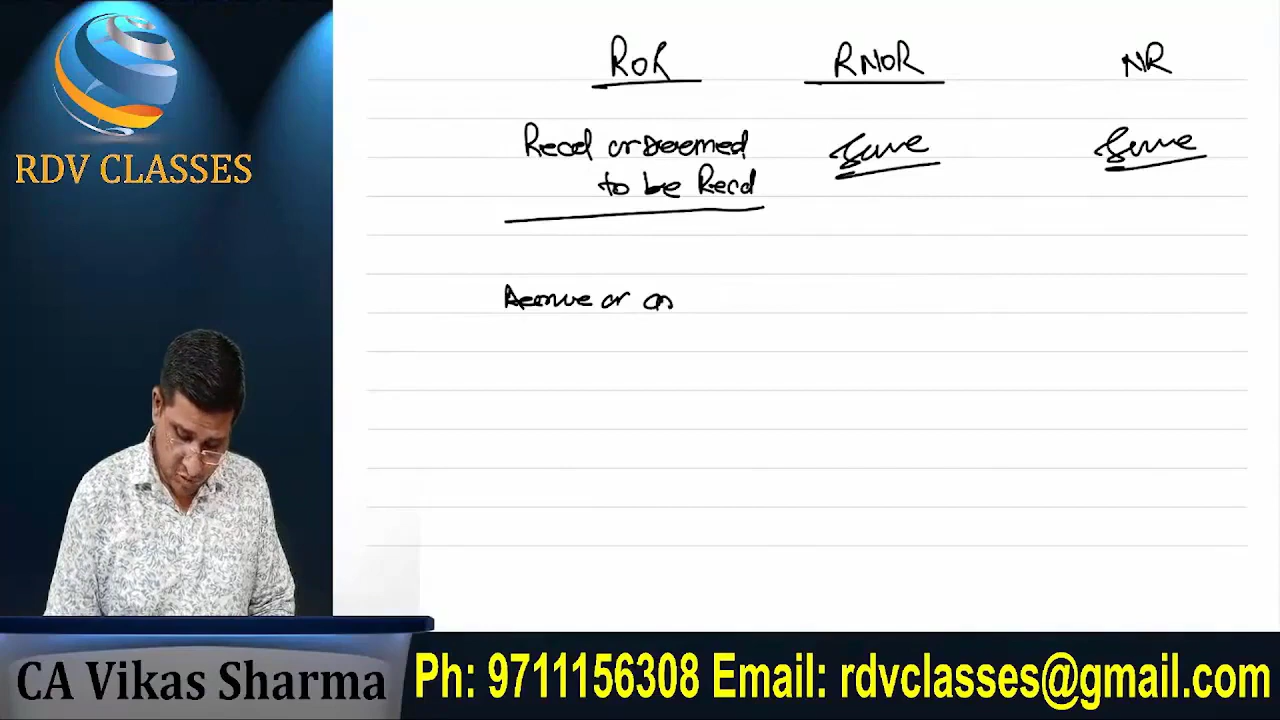 ROR RNOR NR
Recd or Deemed Same Same
to be Recd
Accrue or
RDV CLASSES
CA Vikas Sharma
Ph: 9711156308 Email: rdvclasses@gmail.com